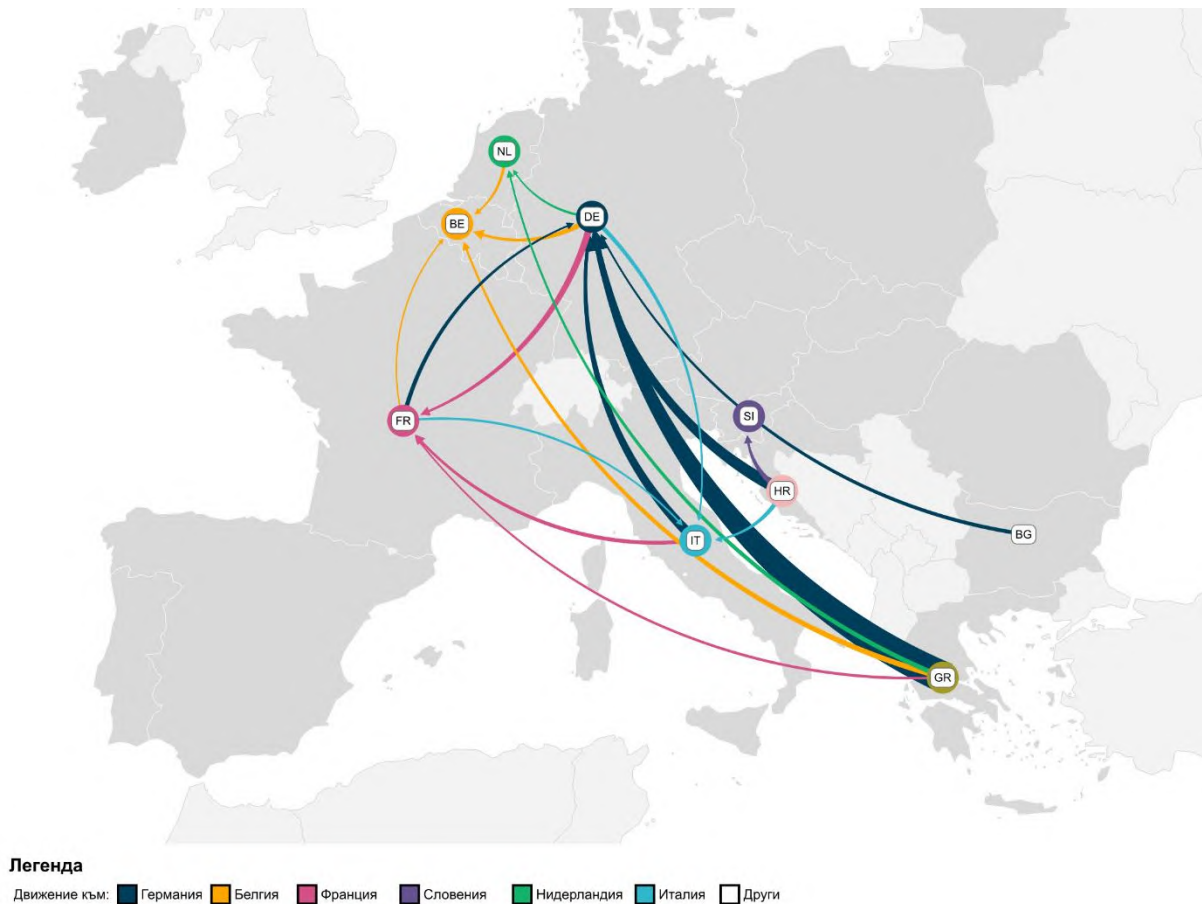 NL
BE
DE
FR
SI
HR
IT
BG
GR
Легенда
Движение към: Германия Белгия Франция Словения Нидерландия Италия Други